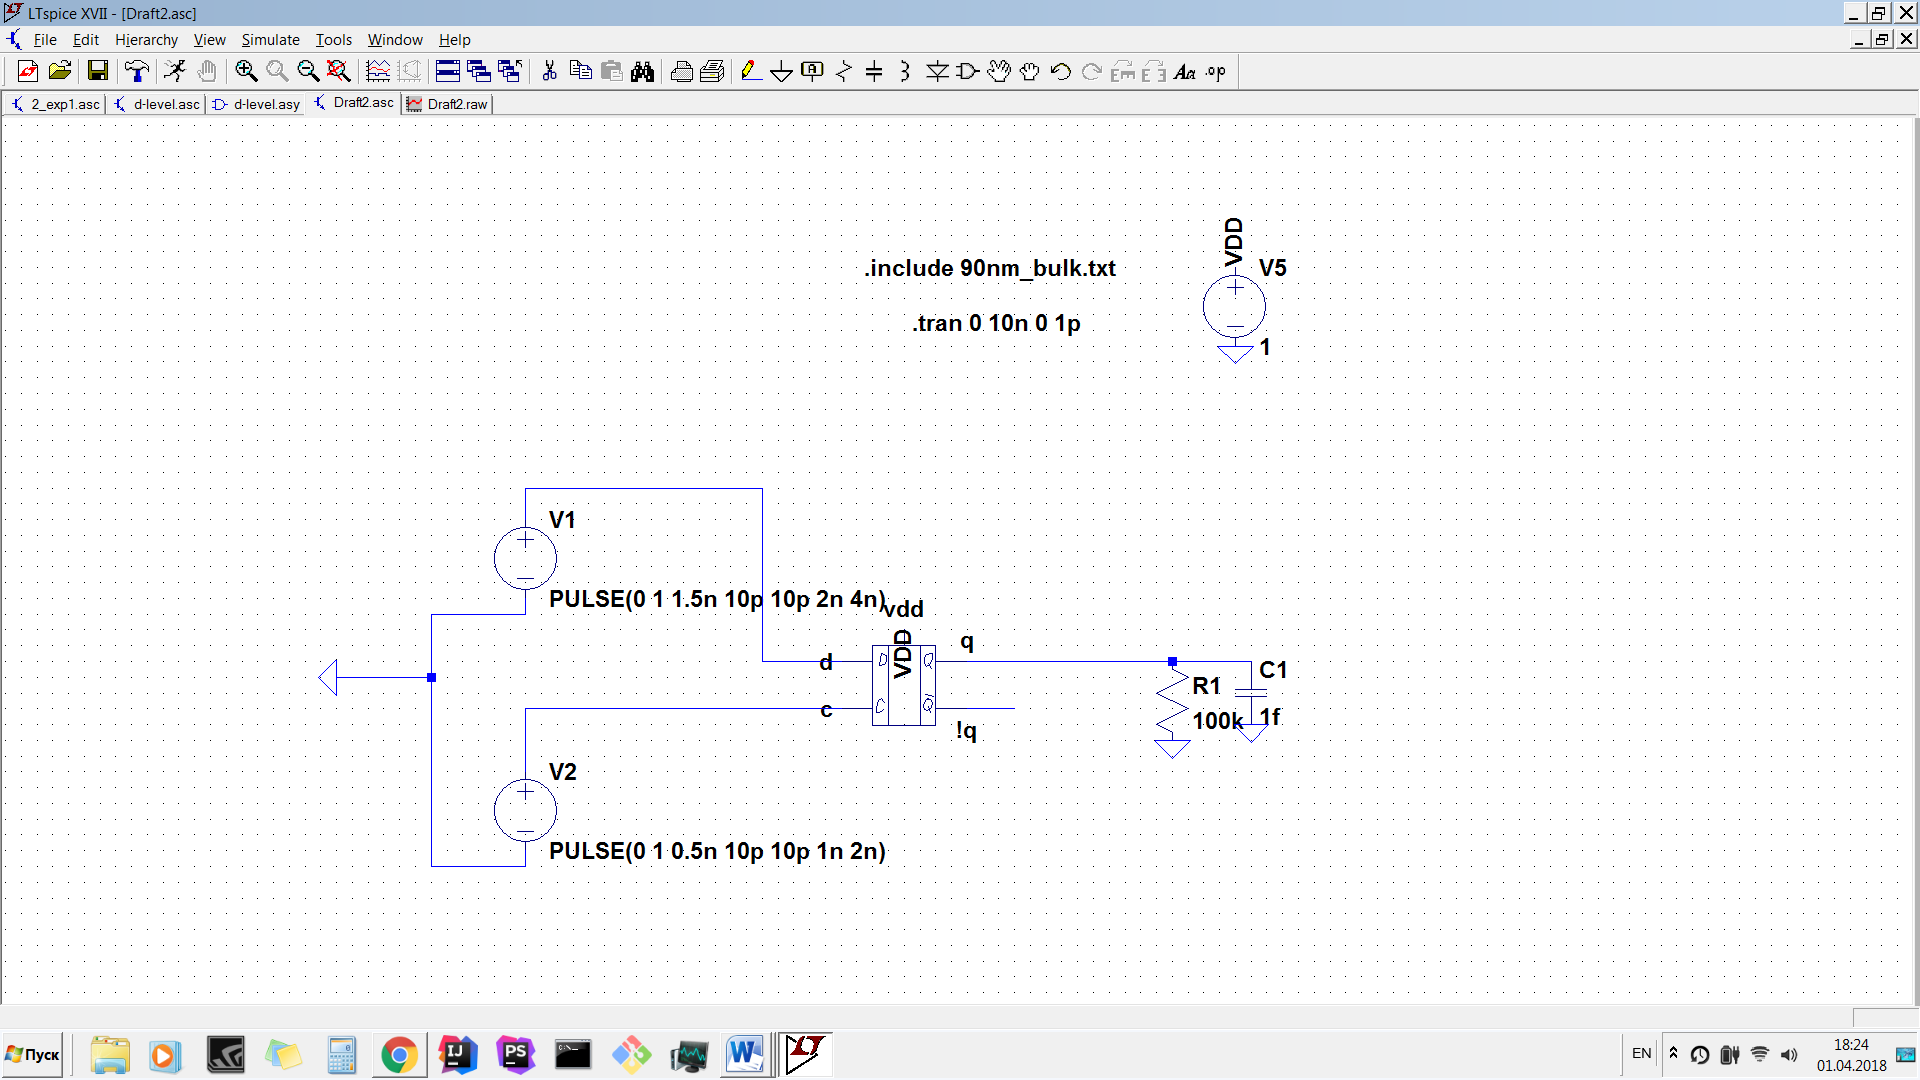 LTspice XVII - [Draft2.asc]
File Edit Hierarchy View Simulate Tools Window Help
.op
2_exp1.asc d-level.asc d-level.asy Draft2.asc Draft2.raw
VDD
.include 90nm_bulk.txt
V5
.tran 0 10n 0 1p
1
V1
PULSE(0 1 1.5n 10p 10p 2n 4n)
vdd
VDD
q
d
D
Q
C1
R1
c
C
Q
100k
1f
!q
V2
PULSE(0 1 0.5n 10p 10p 1n 2n)
Пуск
IJ
PS
W
EN
18:24
01.04.2018